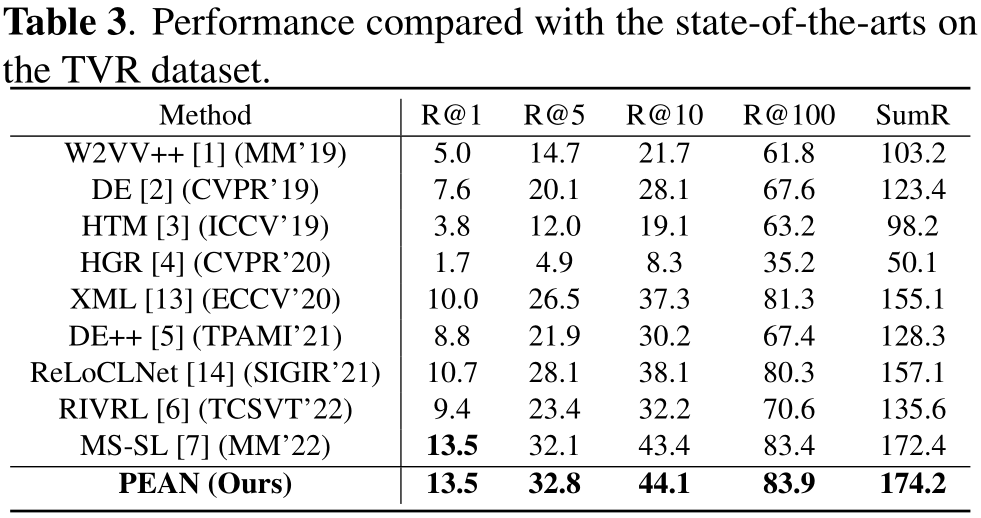 Table 3. Performance compared with the state-of-the-arts on
the TVR dataset.
Method R@1 R@5 R@10 R@100 SumR
W2VV++ [1] (MM'19) 5.0 14.7 21.7 61.8 103.2
DE [2] (CVPR'19) 7.6 20.1 28.1 67.6 123.4
HTM [3] (ICCV'19) 3.8 12.0 19.1 63.2 98.2
HGR [4] (CVPR'20) 1.7 4.9 8.3 35.2 50.1
XML [13] (ECCV'20) 10.0 26.5 37.3 81.3 155.1
DE++ [5] (TPAMI'21) 8.8 21.9 30.2 67.4 128.3
ReLoCLNet [14] (SIGIR'21) 10.7 28.1 38.1 80.3 157.1
RIVRL [6] (TCSVT'22) 9.4 23.4 32.2 70.6 135.6
MS-SL [7] (MM'22) 13.5 32.1 43.4 83.4 172.4
PEAN (Ours) 13.5 32.8 44.1 83.9 174.2